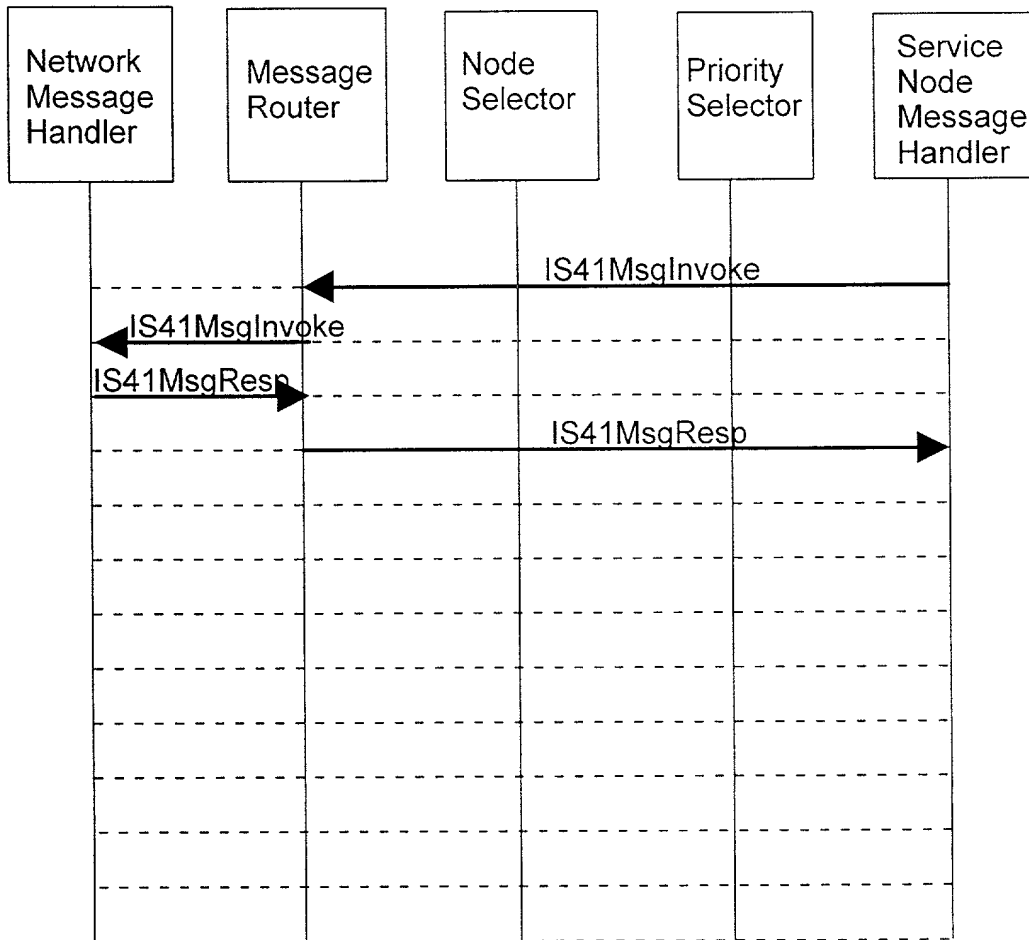 Network
Message
Handler
Message
Router
Node
Selector
Priority
Selector
Service
Node
Message
Handler
IS41MsgInvoke
IS41MsgInvoke
IS41MsgResp
IS41MsgResp